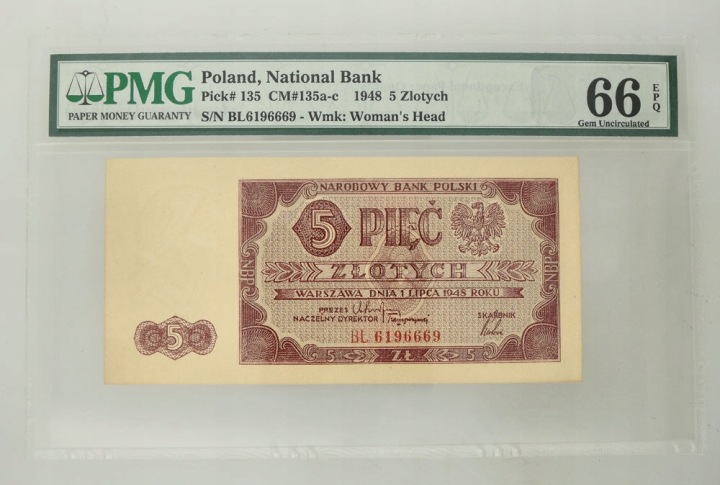 PMG
PAPER MONEY GUARANTY
Poland, National Bank
Pick# 135 CM#135a-c 1948 5 Zlotych
S/N BL6196669 - Wmk: Woman's Head
66 EPQ
Gem Uncirculated
NARODOWY BANK POLSKI
5 PIĘĆ
ZŁOTYCH
WARSZAWA DNIA 1 LIPCA 1948 ROKU
PREZES
NACZELNY DYREKTOR
SKARBNIK
BL 6196669
NBP
NBP
5
5 ZŁ 5